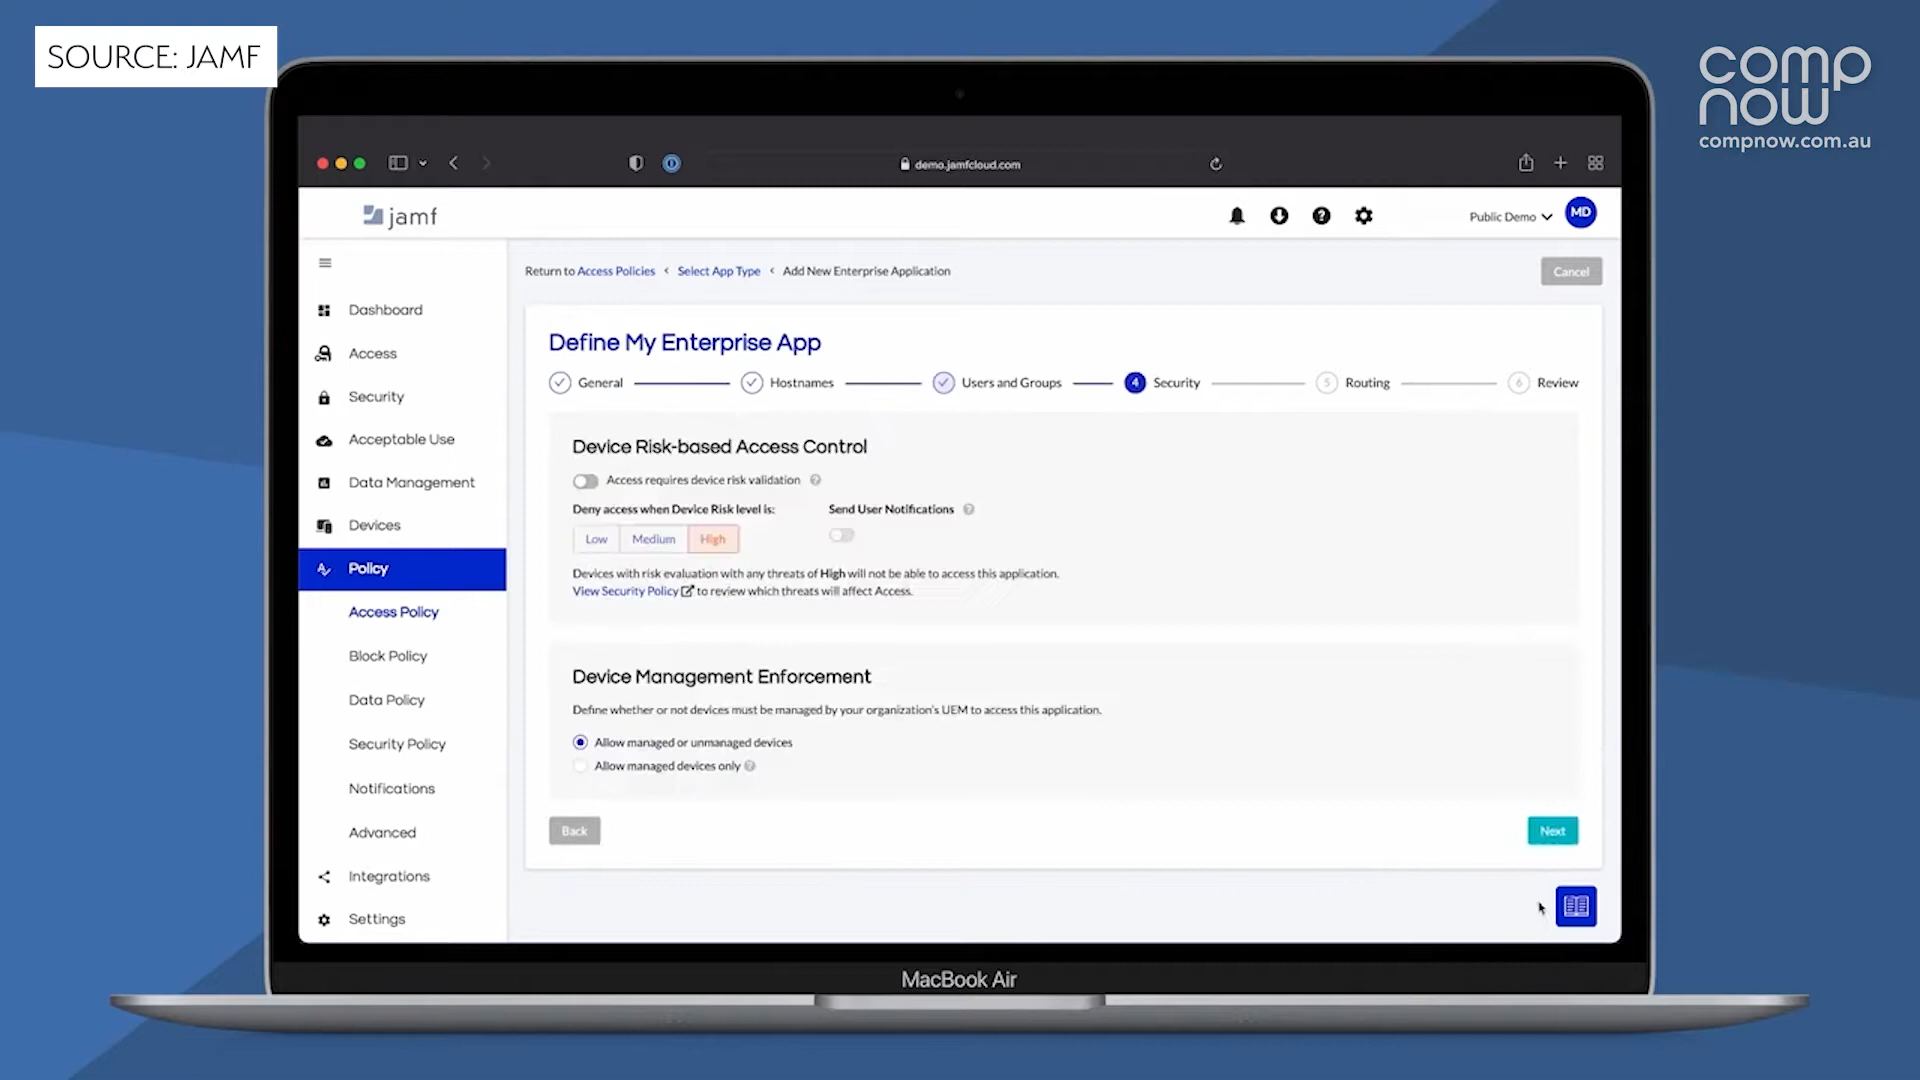 SOURCE: JAMF
comp
now
compnow.com.au
demo.jamfcloud.com
jamf
Public Demo
MD
Return to Access Policies < Select App Type < Add New Enterprise Application
Cancel
Dashboard
Access
Security
Acceptable Use
Data Management
Devices
Policy
Access Policy
Block Policy
Data Policy
Security Policy
Notifications
Advanced
Integrations
Settings
Define My Enterprise App
General
Hostnames
Users and Groups
4 Security
5 Routing
6 Review
Device Risk-based Access Control
Access requires device risk validation ?
Deny access when Device Risk level is:
Send User Notifications ?
Low
Medium
High
Devices with risk evaluation with any threats of High will not be able to access this application.
View Security Policy to review which threats will affect Access.
Device Management Enforcement
Define whether or not devices must be managed by your organization's UEM to access this application.
Allow managed or unmanaged devices
Allow managed devices only ?
Back
Next
MacBook Air